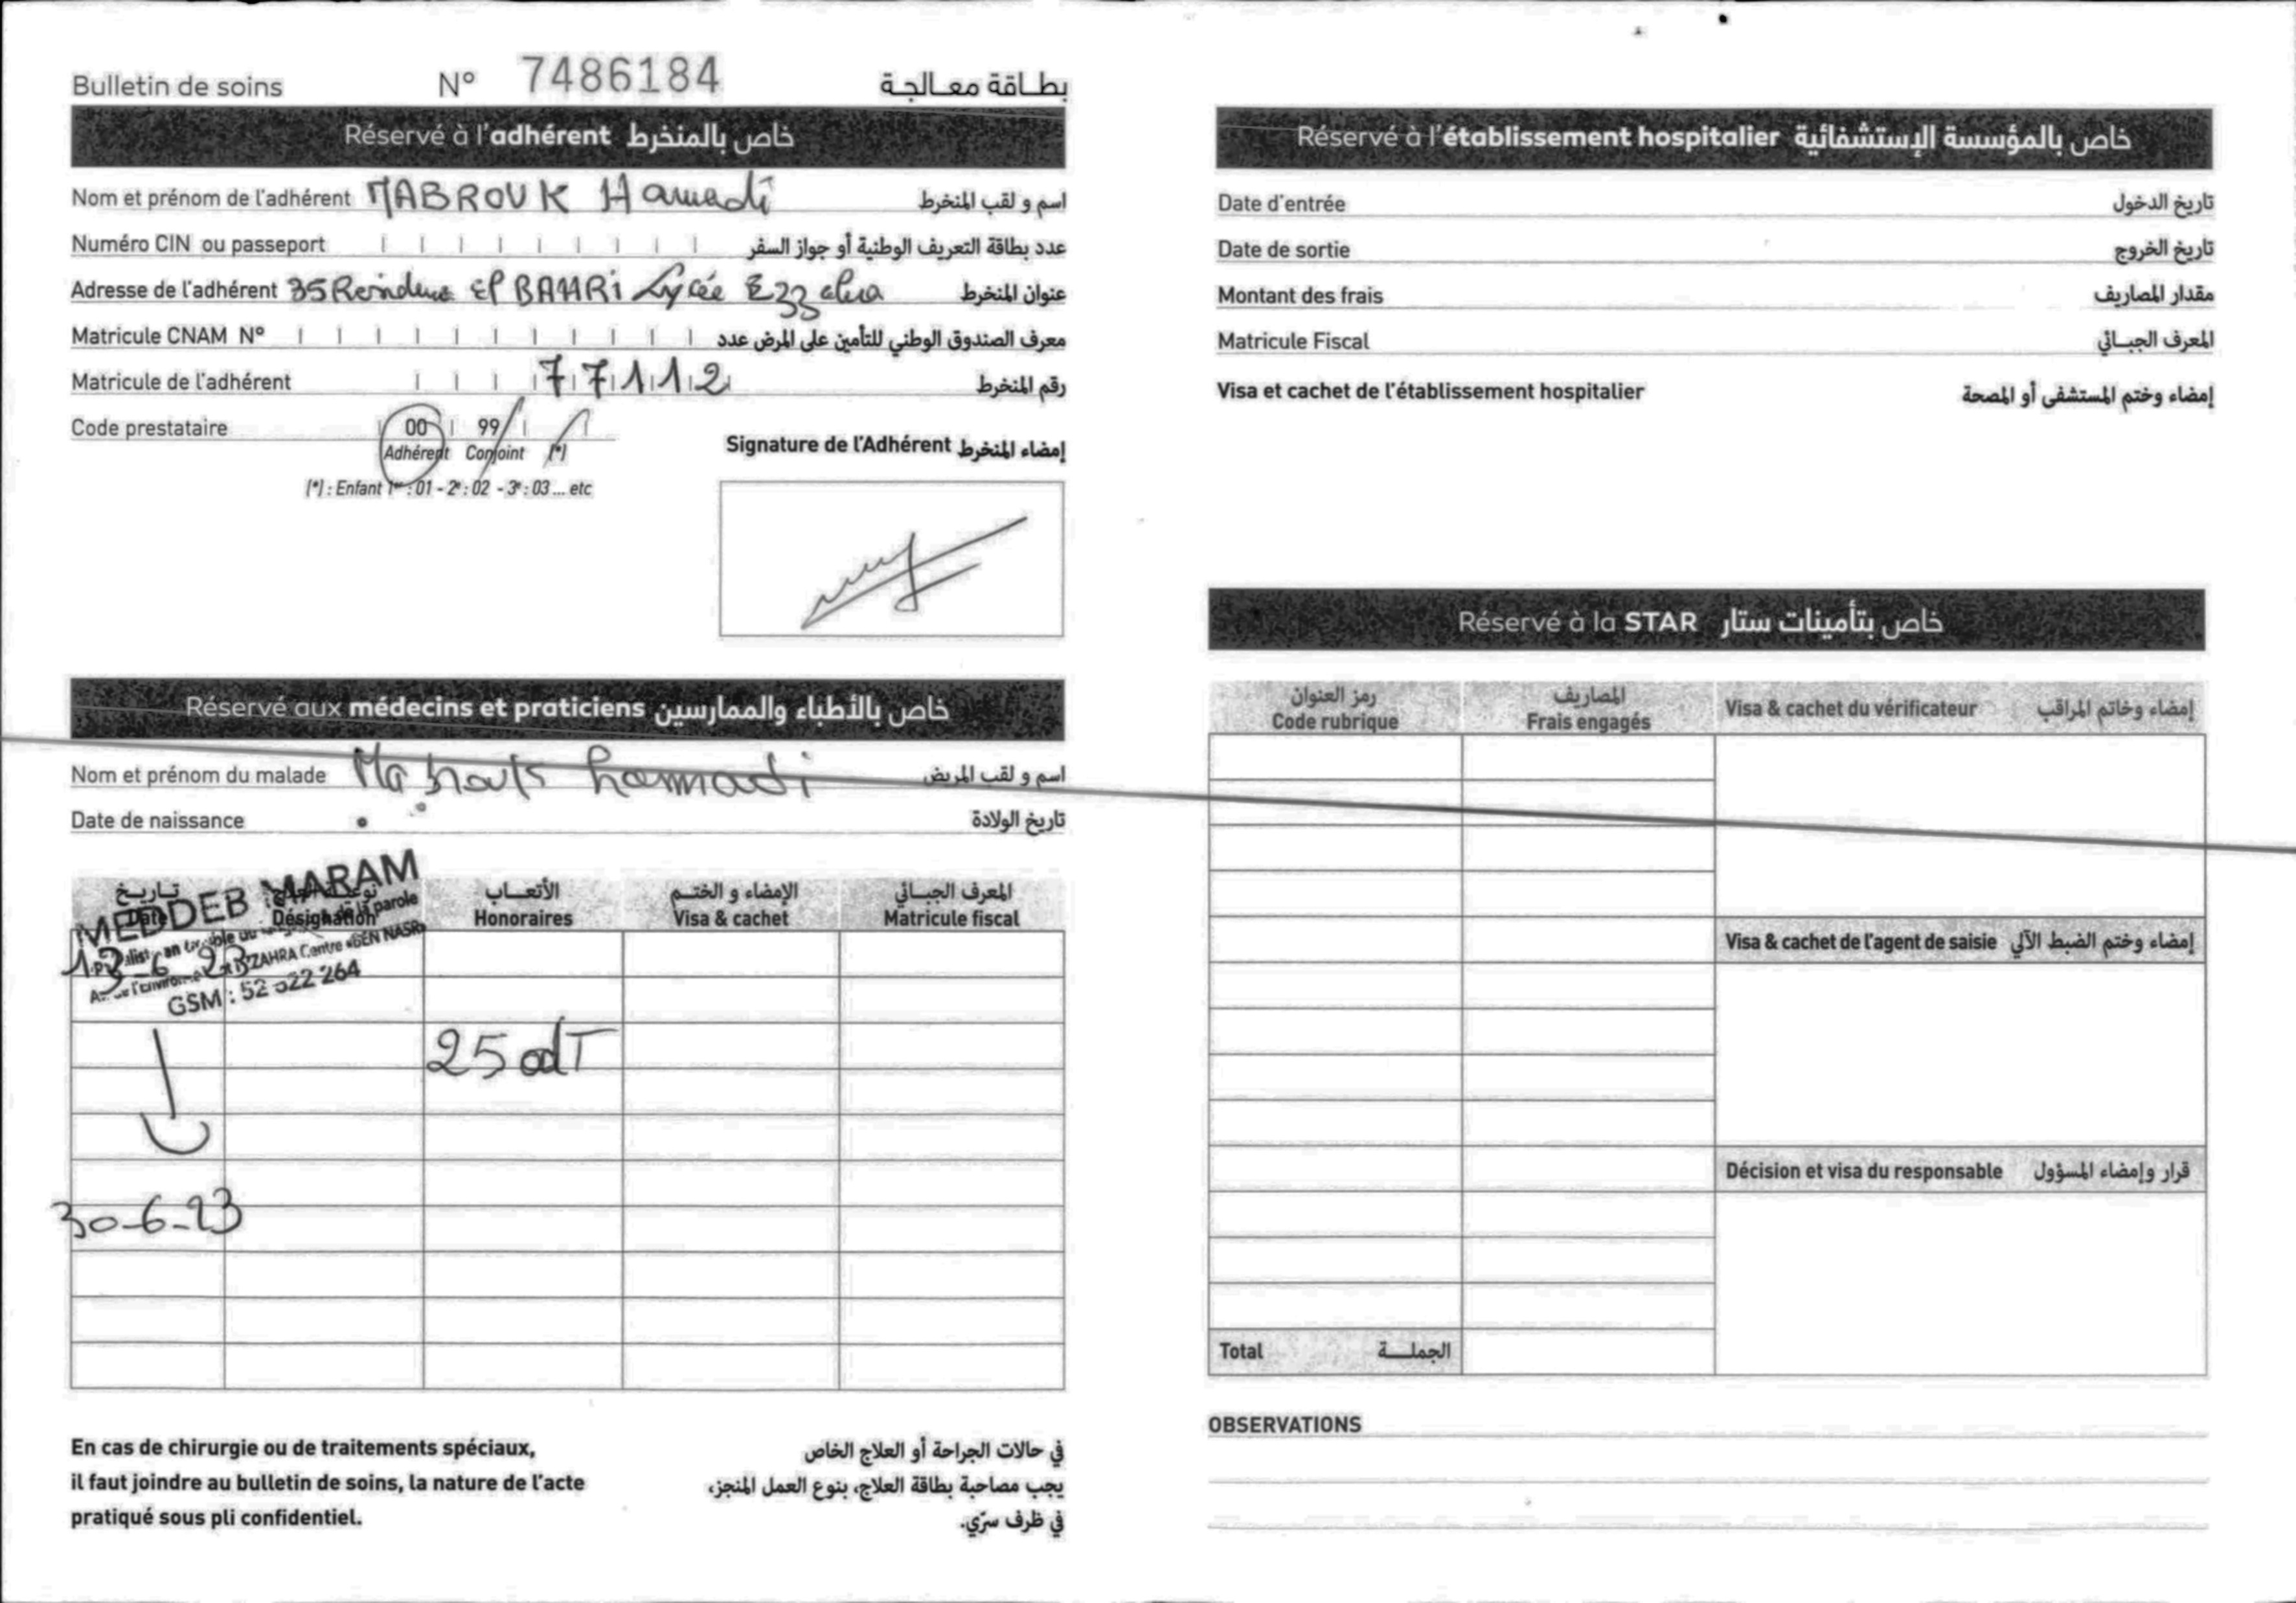 Bulletin de soins N° 7486184 بطاقة معالجة
Réservé à l'adhérent خاص بالمنخرط
Nom et prénom de l'adhérent MABROUK Hamadi اسم و لقب المنخرط
Numéro CIN ou passeport عدد بطاقة التعريف الوطنية أو جواز السفر
Adresse de l'adhérent 35 Residence El BAHRi Lycée Ezzahra عنوان المنخرط
Matricule CNAM N° معرف الصندوق الوطني للتأمين على المرض عدد
Matricule de l'adhérent 77112 رقم المنخرط
Code prestataire 00 99
Adhérent Conjoint (*)
(*) : Enfant 1er : 01 - 2e : 02 - 3e : 03 ... etc
Signature de l'Adhérent إمضاء المنخرط
Réservé aux médecins et praticiens خاص بالأطباء والممارسين
Nom et prénom du malade Mabrouk hammadi اسم و لقب المريض
Date de naissance تاريخ الولادة
MEDDEB MARAM
de la parole
EZZAHRA Centre «BEN NASR»
GSM : 52 522 264
تاريخ الأتعاب الإمضاء و الختم المعرف الجبائي
Date Désignation Honoraires Visa & cachet Matricule fiscal
13-6-23
250dT
30-6-23
En cas de chirurgie ou de traitements spéciaux,
il faut joindre au bulletin de soins, la nature de l'acte
pratiqué sous pli confidentiel.
في حالات الجراحة أو العلاج الخاص
يجب مصاحبة بطاقة العلاج، بنوع العمل المنجز،
في ظرف سرّي.
Réservé à l'établissement hospitalier خاص بالمؤسسة الإستشفائية
Date d'entrée تاريخ الدخول
Date de sortie تاريخ الخروج
Montant des frais مقدار المصاريف
Matricule Fiscal المعرف الجبائي
Visa et cachet de l'établissement hospitalier إمضاء وختم المستشفى أو المصحة
Réservé à la STAR خاص بتأمينات ستار
رمز العنوان المصاريف
Code rubrique Frais engagés Visa & cachet du vérificateur إمضاء وخاتم المراقب
Visa & cachet de l'agent de saisie إمضاء وختم الضبط الآلي
Décision et visa du responsable قرار وإمضاء المسؤول
Total الجملة
OBSERVATIONS